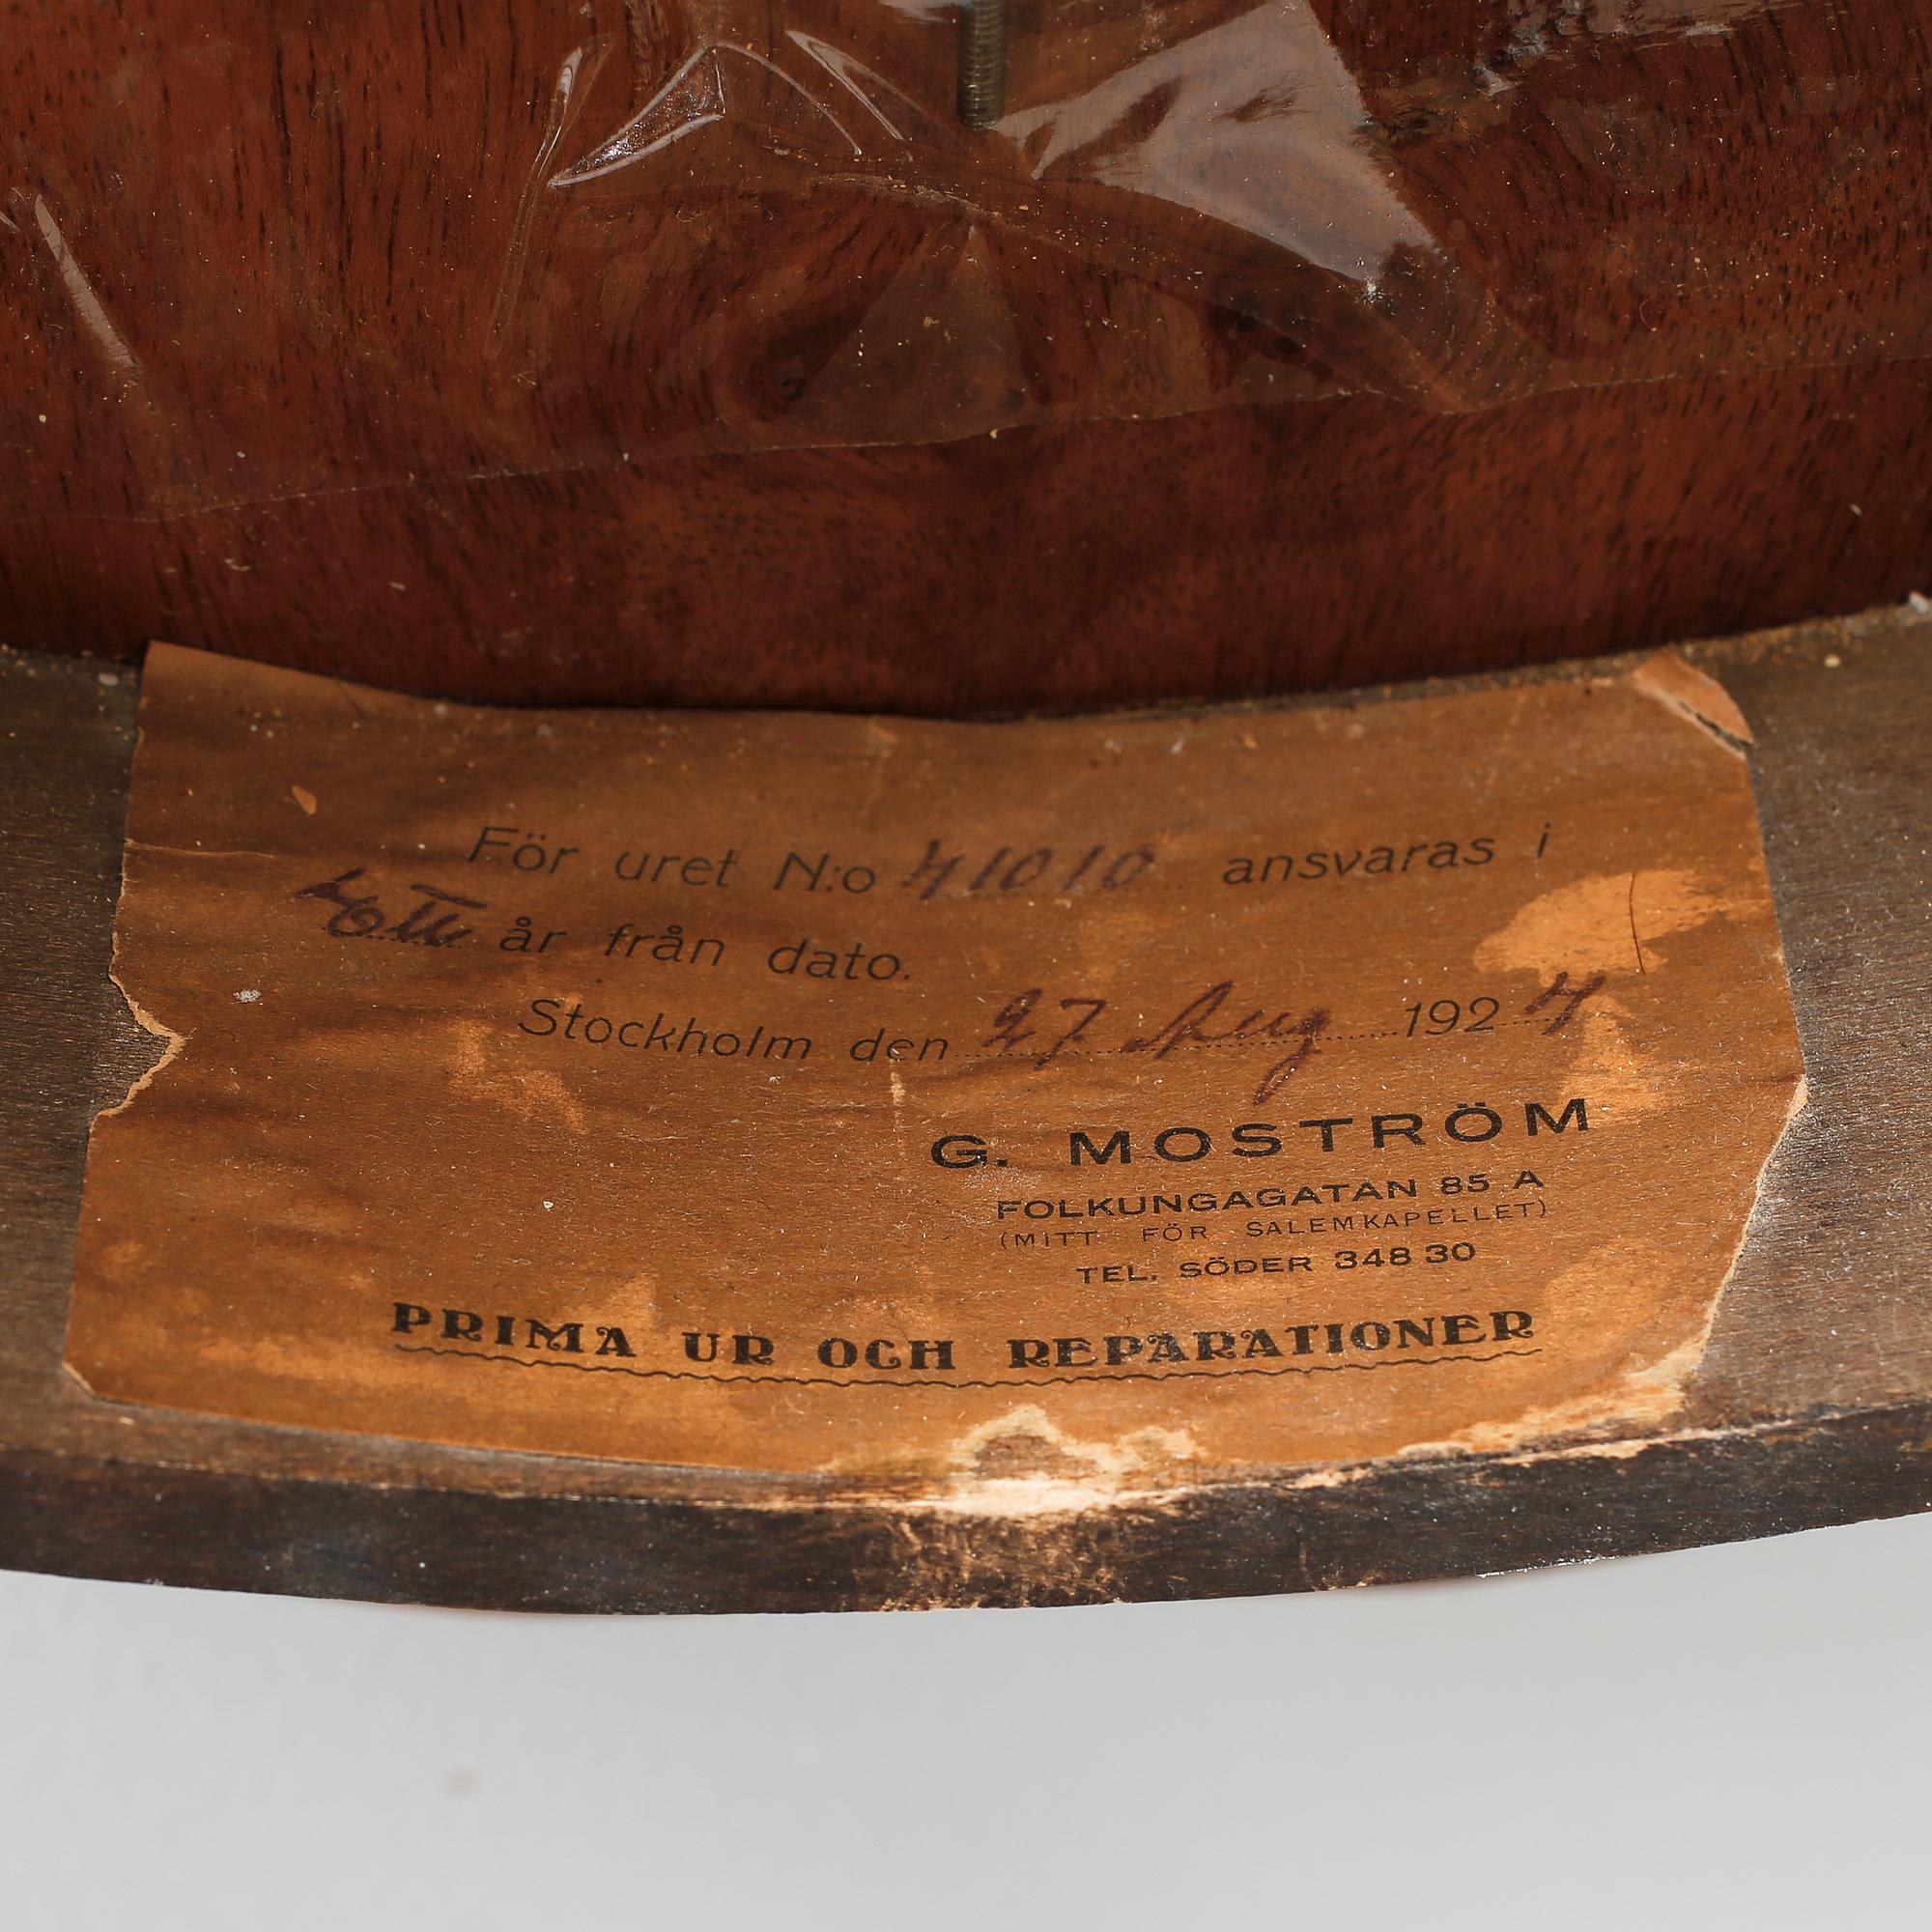 För uret N:o 41010 ansvaras i
Ett år från dato.
Stockholm den 27 Aug 1924
G. MOSTRÖM
FOLKUNGAGATAN 85 A
(MITT FÖR SALEMKAPELLET)
TEL. SÖDER 348 30
PRIMA UR OCH REPARATIONER